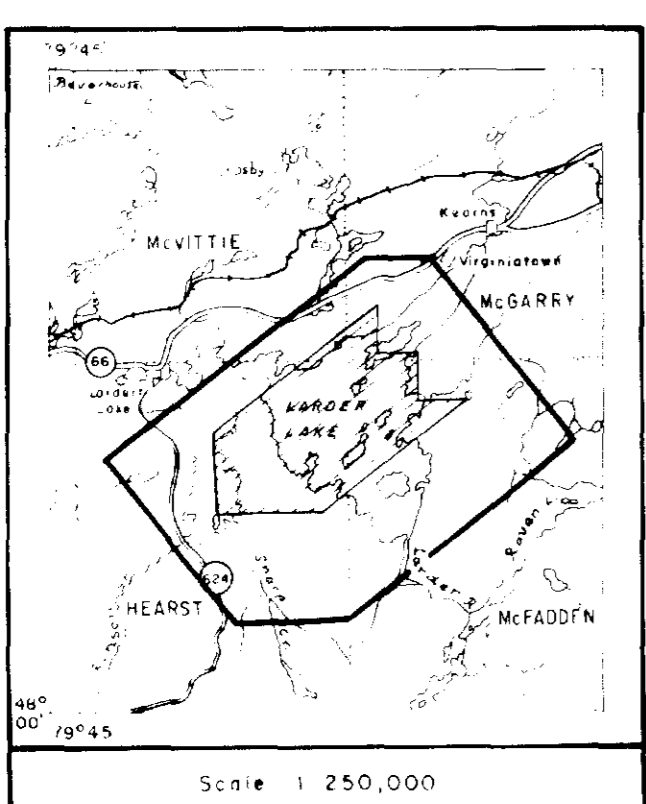 79°45'
Beaverhouse
L
Kearns
McVITTIE
Virginiatown
McGARRY
66
Larder
Lake
LARDER
LAKE
Raven
624
Larder R
HEARST
McFADDEN
48°
00'
79°45
Scale 1 250,000